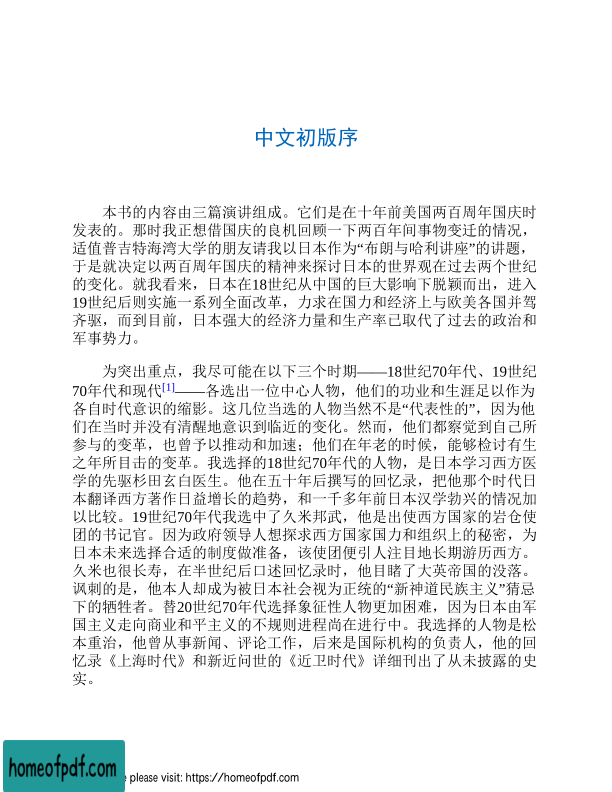 中文初版序
本书的内容由三篇演讲组成。它们是在十年前美国两百周年国庆时
发表的。那时我正想借国庆的良机回顾一下两百年间事物变迁的情况，
适值普吉特海湾大学的朋友请我以日本作为“布朗与哈利讲座”的讲题，
于是就决定以两百周年国庆的精神来探讨日本的世界观在过去两个世纪
的变化。就我看来，日本在18世纪从中国的巨大影响下脱颖而出，进入
19世纪后则实施一系列全面改革，力求在国力和经济上与欧美各国并驾
齐驱，而到目前，日本强大的经济力量和生产率已取代了过去的政治和
军事势力。
为突出重点，我尽可能在以下三个时期——18世纪70年代、19世纪
70年代和现代[1]——各选出一位中心人物，他们的功业和生涯足以作为
各自时代意识的缩影。这几位当选的人物当然不是“代表性的”，因为他
们在当时并没有清醒地意识到临近的变化。然而，他们都察觉到自己所
参与的变革，也曾予以推动和加速；他们在年老的时候，能够检讨有生
之年所目击的变革。我选择的18世纪70年代的人物，是日本学习西方医
学的先驱杉田玄白医生。他在五十年后撰写的回忆录，把他那个时代日
本翻译西方著作日益增长的趋势，和一千多年前日本汉学勃兴的情况加
以比较。19世纪70年代我选中了久米邦武，他是出使西方国家的岩仓使
团的书记官。因为政府领导人想探求西方国家国力和组织上的秘密，为
日本未来选择合适的制度做准备，该使团便引人注目地长期游历西方。
久米也很长寿，在半世纪后口述回忆录时，他目睹了大英帝国的没落。
讽刺的是，他本人却成为被日本社会视为正统的“新神道民族主义”猜忌
下的牺牲者。替20世纪70年代选择象征性人物更加困难，因为日本由军
国主义走向商业和平主义的不规则进程尚在进行中。我选择的人物是松
本重治，他曾从事新闻、评论工作，后来是国际机构的负责人，他的回
忆录《上海时代》和新近问世的《近卫时代》详细刊出了从未披露的史
实。
homeofpdf.com
e please visit: https://homeofpdf.com